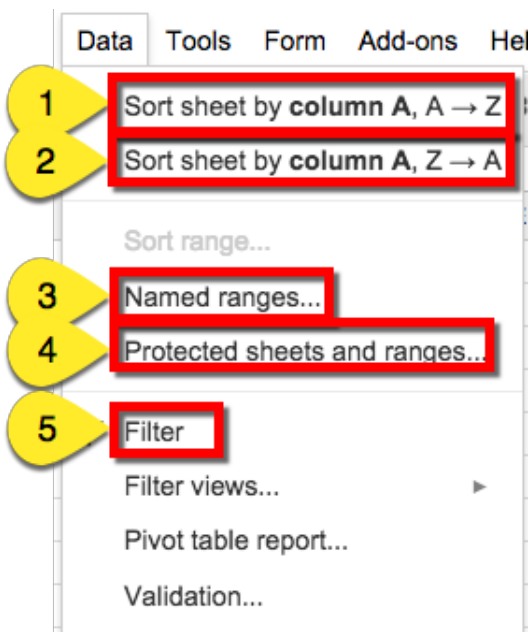 Data Tools Form Add-ons Hel
1 Sort sheet by column A, A → Z
2 Sort sheet by column A, Z → A
Sort range...
3 Named ranges...
4 Protected sheets and ranges...
5 Filter
Filter views... ►
Pivot table report...
Validation...